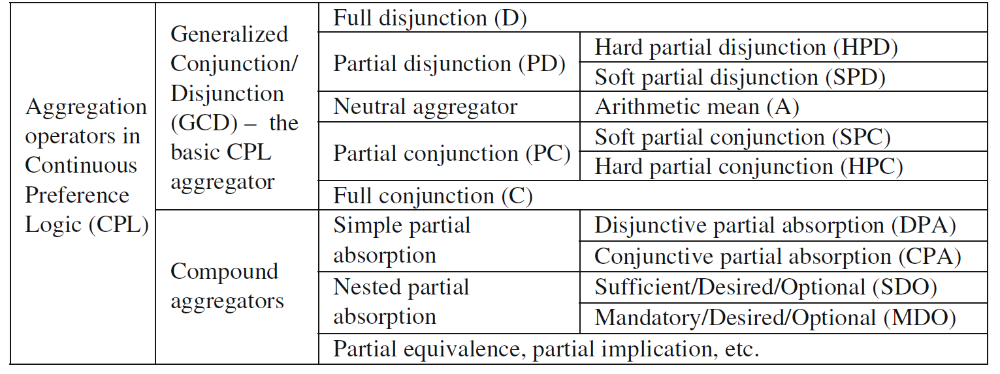 Aggregation
operators in
Continuous
Preference
Logic (CPL)
Generalized
Conjunction/
Disjunction
(GCD) – the
basic CPL
aggregator
Full disjunction (D)
Partial disjunction (PD)
Hard partial disjunction (HPD)
Soft partial disjunction (SPD)
Neutral aggregator
Arithmetic mean (A)
Partial conjunction (PC)
Soft partial conjunction (SPC)
Hard partial conjunction (HPC)
Full conjunction (C)
Compound
aggregators
Simple partial
absorption
Disjunctive partial absorption (DPA)
Conjunctive partial absorption (CPA)
Nested partial
absorption
Sufficient/Desired/Optional (SDO)
Mandatory/Desired/Optional (MDO)
Partial equivalence, partial implication, etc.